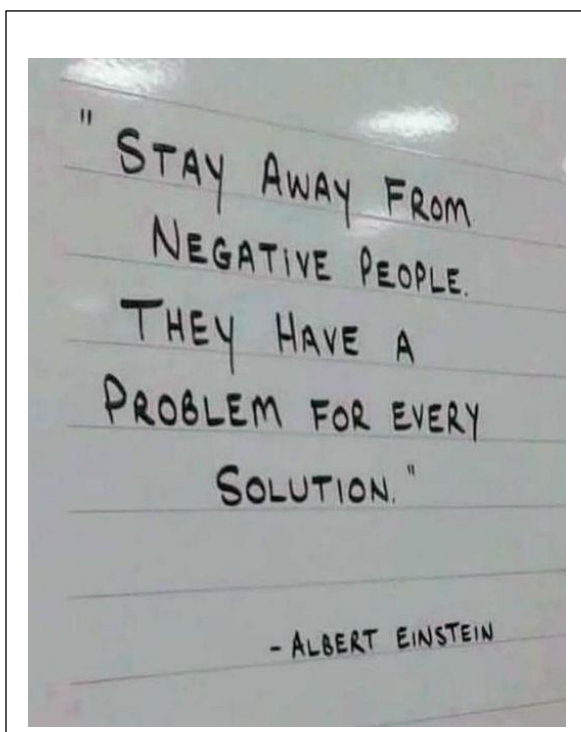 "STAY AWAY FROM
NEGATIVE PEOPLE.
THEY HAVE A
PROBLEM FOR EVERY
SOLUTION."
- ALBERT EINSTEIN